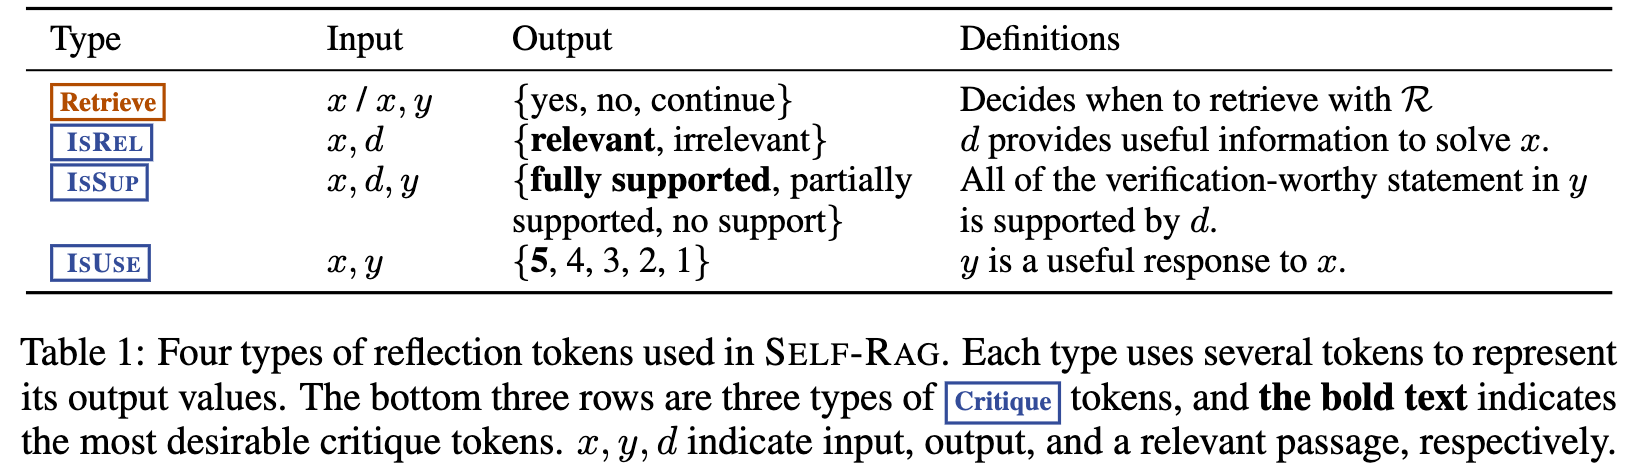 Type Input Output Definitions
Retrieve x / x, y {yes, no, continue} Decides when to retrieve with R
ISREL x, d {relevant, irrelevant} d provides useful information to solve x.
ISSUP x, d, y {fully supported, partially All of the verification-worthy statement in y
supported, no support} is supported by d.
ISUSE x, y {5, 4, 3, 2, 1} y is a useful response to x.
Table 1: Four types of reflection tokens used in SELF-RAG. Each type uses several tokens to represent
its output values. The bottom three rows are three types of Critique tokens, and the bold text indicates
the most desirable critique tokens. x, y, d indicate input, output, and a relevant passage, respectively.